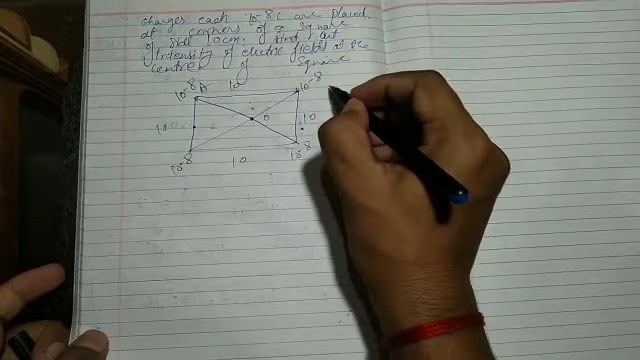 charges each 10^-8 C are placed
at corners of a square
of side 10cm. find out
intensity of electric field at the
centre of square
10^-8 A 10 10^-8
10 O 10
10^-8 10 10^-8